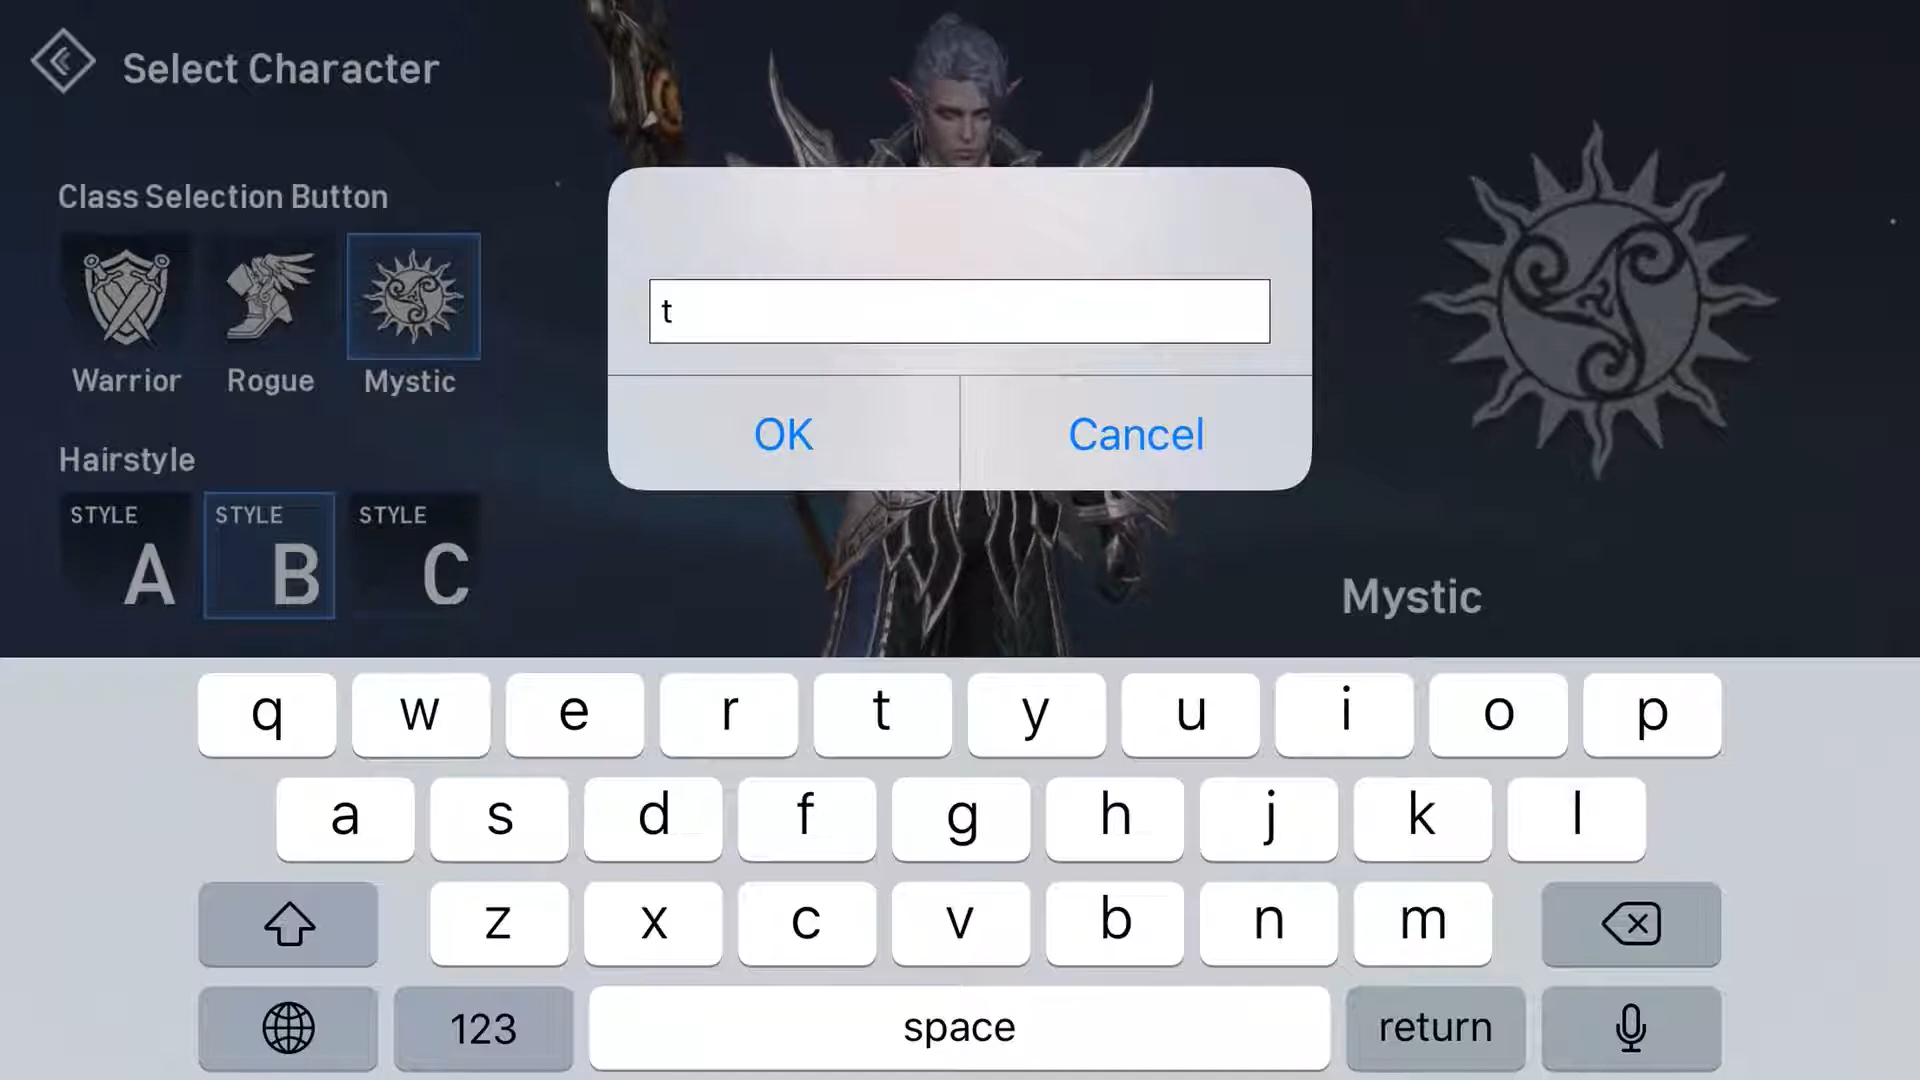 Select Character
Class Selection Button
Warrior Rogue Mystic
Hairstyle
STYLE A STYLE B STYLE C
t
OK Cancel
Mystic
q w e r t y u i o p
a s d f g h j k l
z x c v b n m
123 space return